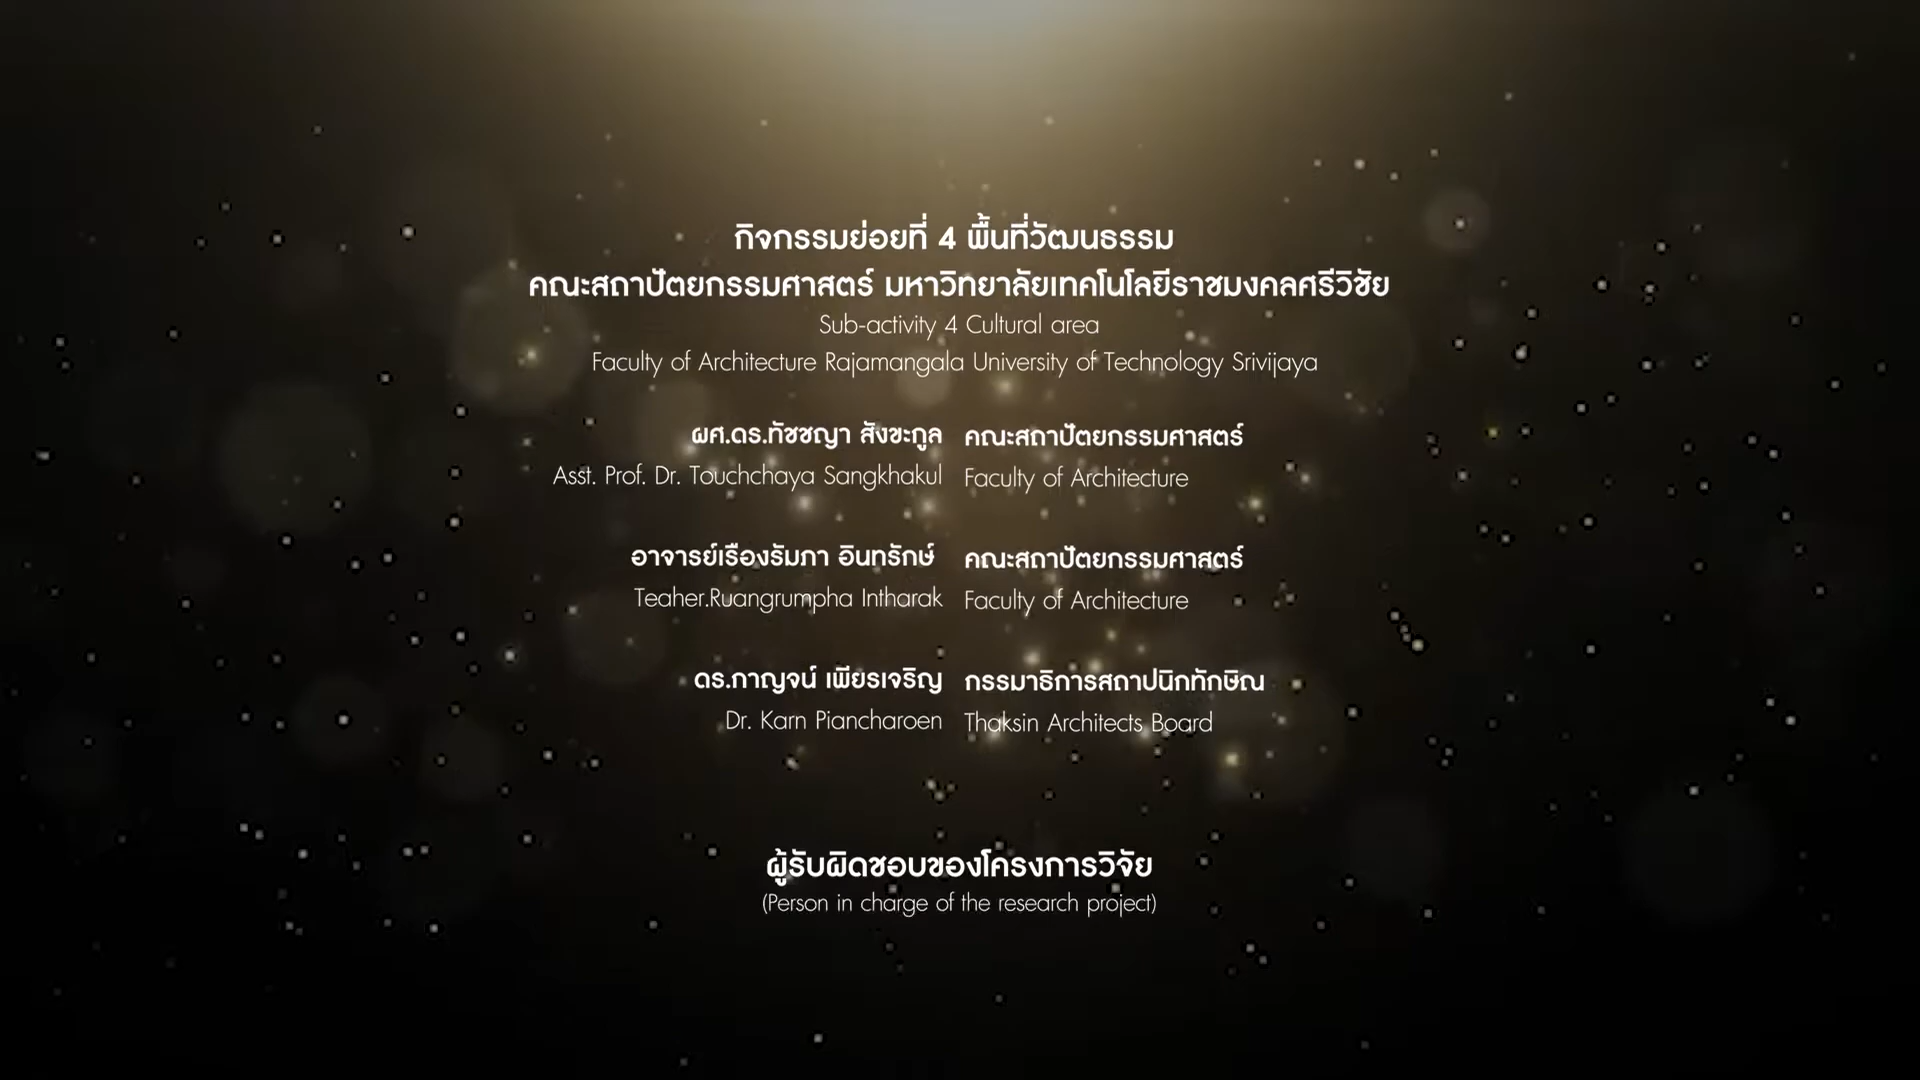 กิจกรรมย่อยที่ 4 พื้นที่วัฒนธรรม
คณะสถาปัตยกรรมศาสตร์ มหาวิทยาลัยเทคโนโลยีราชมงคลศรีวิชัย
Sub-activity 4 Cultural area
Faculty of Architecture Rajamangala University of Technology Srivijaya
ผศ.ดร.ทัชชญา สังขะกูล คณะสถาปัตยกรรมศาสตร์
Asst. Prof. Dr. Touchchaya Sangkhakul Faculty of Architecture
อาจารย์เรืองรัมภา อินทรักษ์ คณะสถาปัตยกรรมศาสตร์
Teaher.Ruangrumpha Intharak Faculty of Architecture
ดร.กาญจน์ เพียรเจริญ กรรมาธิการสถาปนิกทักษิณ
Dr. Karn Piancharoen Thaksin Architects Board
ผู้รับผิดชอบของโครงการวิจัย
(Person in charge of the research project)